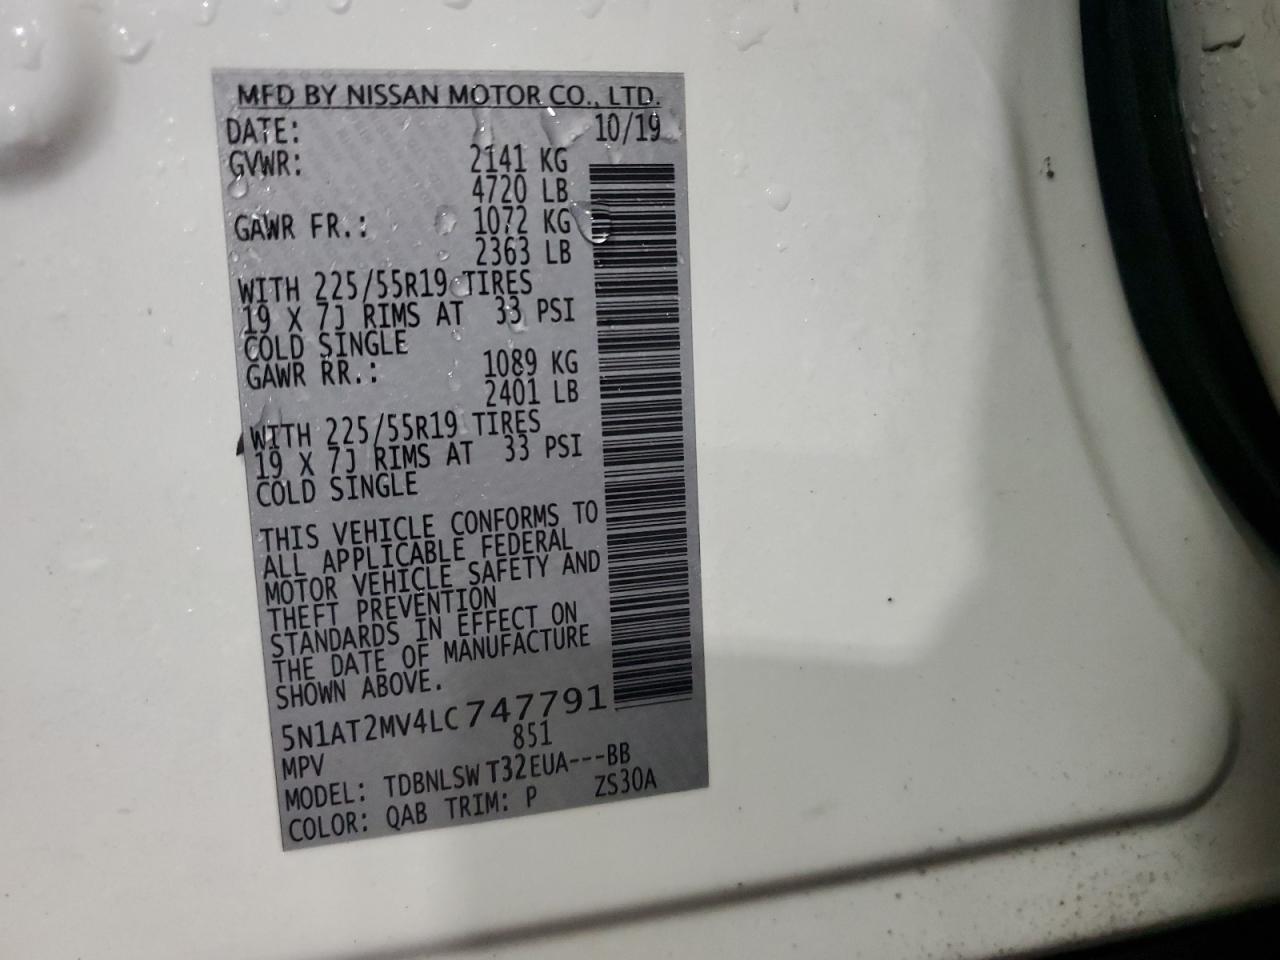 MFD BY NISSAN MOTOR CO., LTD.
DATE: 10/19
GVWR: 2141 KG
4720 LB
GAWR FR.: 1072 KG
2363 LB
WITH 225/55R19 TIRES
19 X 7J RIMS AT 33 PSI
COLD SINGLE
GAWR RR.: 1089 KG
2401 LB
WITH 225/55R19 TIRES
19 X 7J RIMS AT 33 PSI
COLD SINGLE
THIS VEHICLE CONFORMS TO
ALL APPLICABLE FEDERAL
MOTOR VEHICLE SAFETY AND
THEFT PREVENTION
STANDARDS IN EFFECT ON
THE DATE OF MANUFACTURE
SHOWN ABOVE.
5N1AT2MV4LC747791
MPV 851
MODEL: TDBNLSW T32EUA---BB
COLOR: QAB TRIM: P ZS30A